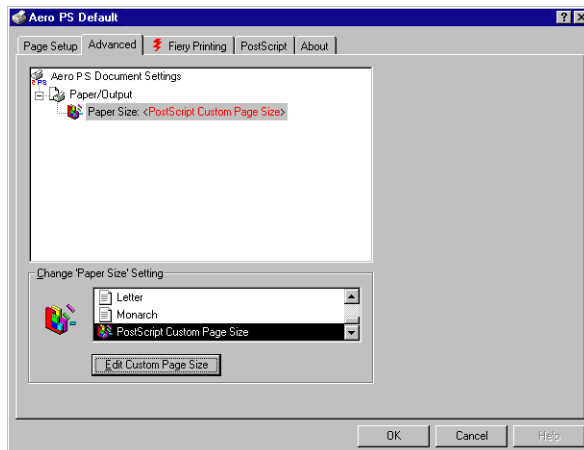 Aero PS Default
Page Setup Advanced Fiery Printing PostScript About
Aero PS Document Settings
Paper/Output
Paper Size: <PostScript Custom Page Size>
Change 'Paper Size' Setting
Letter
Monarch
PostScript Custom Page Size
Edit Custom Page Size
OK Cancel Help